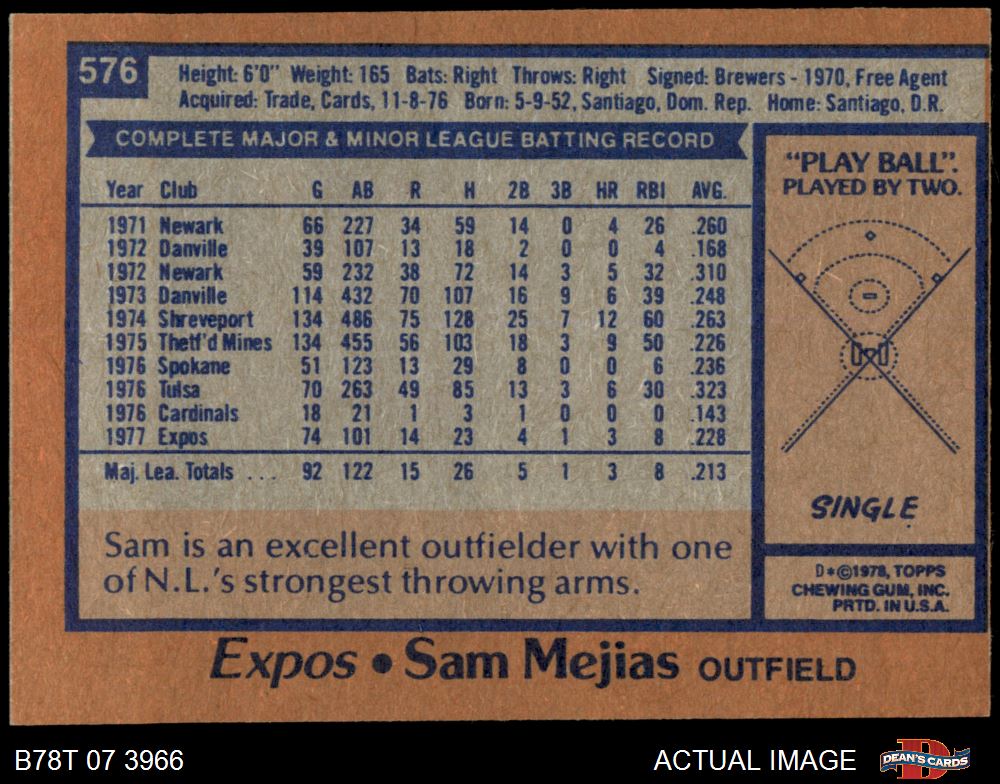 576
Height: 6'0" Weight: 165 Bats: Right Throws: Right Signed: Brewers - 1970, Free Agent
Acquired: Trade, Cards, 11-8-76 Born: 5-9-52, Santiago, Dom. Rep. Home: Santiago, D.R.
COMPLETE MAJOR & MINOR LEAGUE BATTING RECORD
Year Club G AB R H 2B 3B HR RBI AVG.
1971 Newark 66 227 34 59 14 0 4 26 .260
1972 Danville 39 107 13 18 2 0 0 4 .168
1972 Newark 59 232 38 72 14 3 5 32 .310
1973 Danville 114 432 70 107 16 9 6 39 .248
1974 Shreveport 134 486 75 128 25 7 12 60 .263
1975 Thetf'd Mines 134 455 56 103 18 3 9 50 .226
1976 Spokane 51 123 13 29 8 0 0 6 .236
1976 Tulsa 70 263 49 85 13 3 6 30 .323
1976 Cardinals 18 21 1 3 1 0 0 0 .143
1977 Expos 74 101 14 23 4 1 3 8 .228
Maj. Lea. Totals ... 92 122 15 26 5 1 3 8 .213
Sam is an excellent outfielder with one
of N.L.'s strongest throwing arms.
"PLAY BALL".
PLAYED BY TWO.
SINGLE
D*©1978, TOPPS
CHEWING GUM, INC.
PRTD. IN U.S.A.
Expos • Sam Mejias OUTFIELD
B78T 07 3966
ACTUAL IMAGE
DEAN'S CARDS